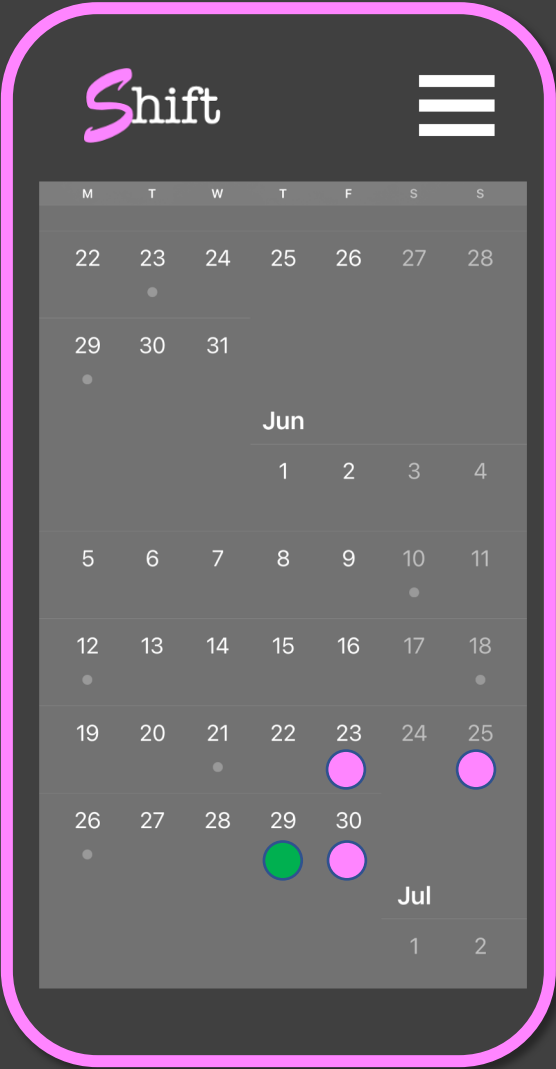 Shift
M T W T F S S
22 23 24 25 26 27 28
29 30 31
Jun
1 2 3 4
5 6 7 8 9 10 11
12 13 14 15 16 17 18
19 20 21 22 23 24 25
26 27 28 29 30
Jul
1 2